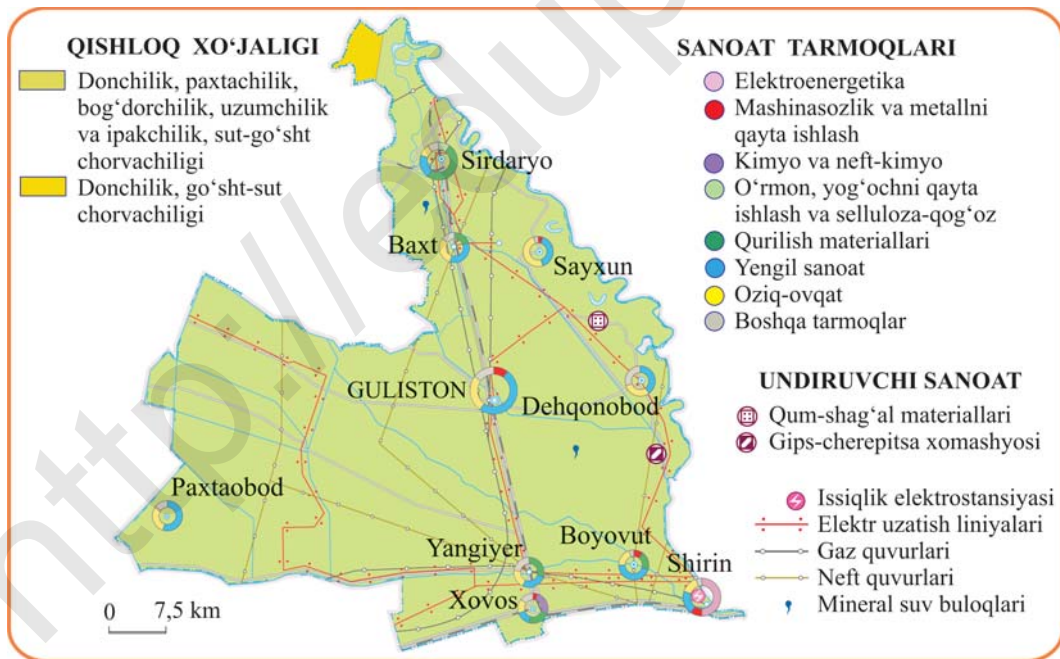 QISHLOQ XO‘JALIGI
Donchilik, paxtachilik,
bog‘dorchilik, uzumchilik
va ipakchilik, sut-go‘sht
chorvachiligi
Donchilik, go‘sht-sut
chorvachiligi
SANOAT TARMOQLARI
Elektroenergetika
Mashinasozlik va metallni
qayta ishlash
Kimyo va neft-kimyo
O‘rmon, yog‘ochni qayta
ishlash va selluloza-qog‘oz
Qurilish materiallari
Yengil sanoat
Oziq-ovqat
Boshqa tarmoqlar
UNDIRUVCHI SANOAT
Qum-shag‘al materiallari
Gips-cherepitsa xomashyosi
Issiqlik elektrostansiyasi
Elektr uzatish liniyalari
Gaz quvurlari
Neft quvurlari
Mineral suv buloqlari
Sirdaryo
Baxt
Sayxun
GULISTON
Dehqonobod
Paxtaobod
Yangiyer
Boyovut
Shirin
Xovos
0 7,5 km
http://edup